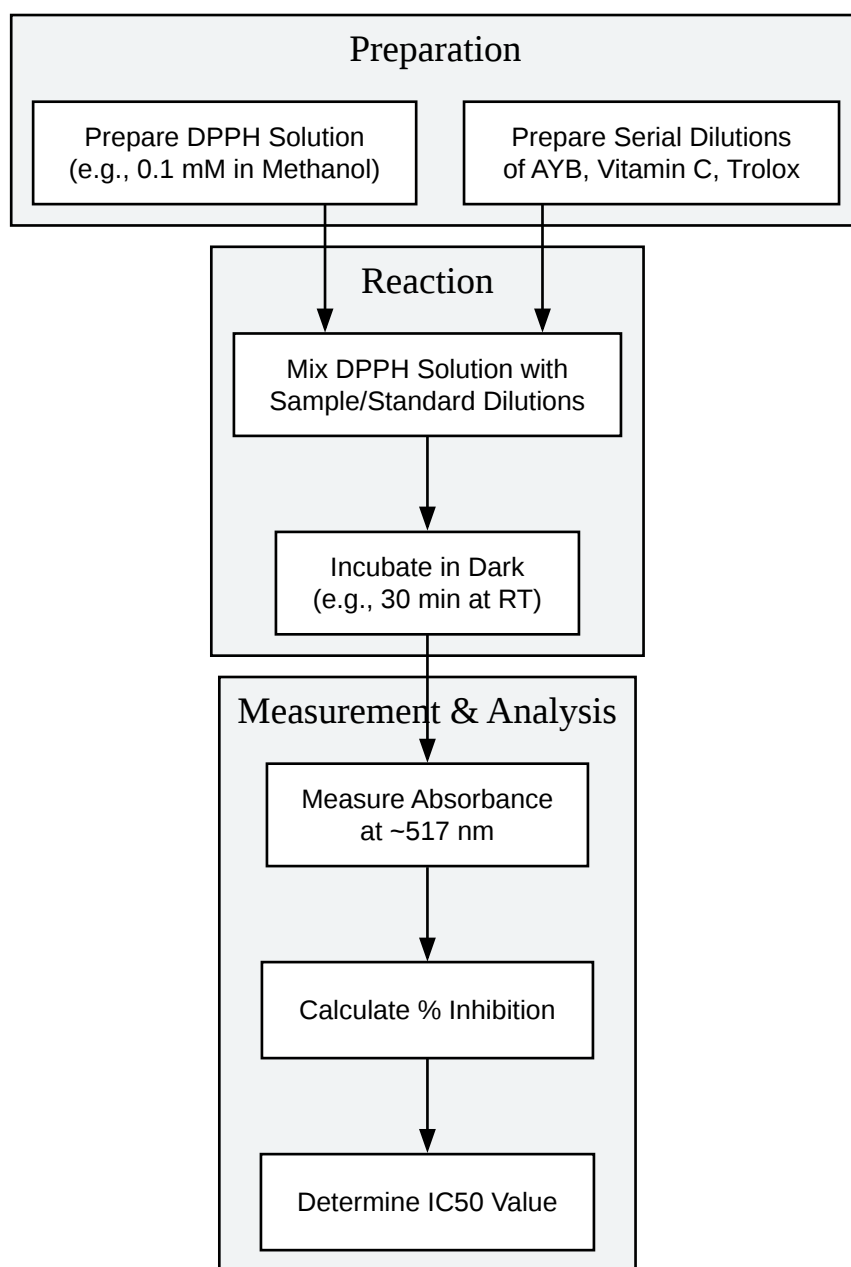 Preparation
Prepare DPPH Solution
(e.g., 0.1 mM in Methanol)
Prepare Serial Dilutions
of AYB, Vitamin C, Trolox
Reaction
Mix DPPH Solution with
Sample/Standard Dilutions
Incubate in Dark
(e.g., 30 min at RT)
Measurement & Analysis
Measure Absorbance
at ~517 nm
Calculate % Inhibition
Determine IC50 Value